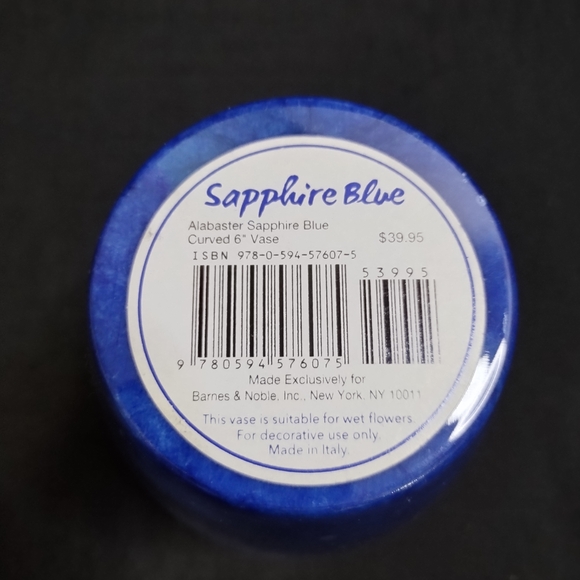 Sapphire Blue
Alabaster Sapphire Blue
Curved 6" Vase $39.95
ISBN 978-0-594-57607-5
53995
9 780594 576075
Made Exclusively for
Barnes & Noble, Inc., New York, NY 10011
This vase is suitable for wet flowers.
For decorative use only.
Made in Italy.